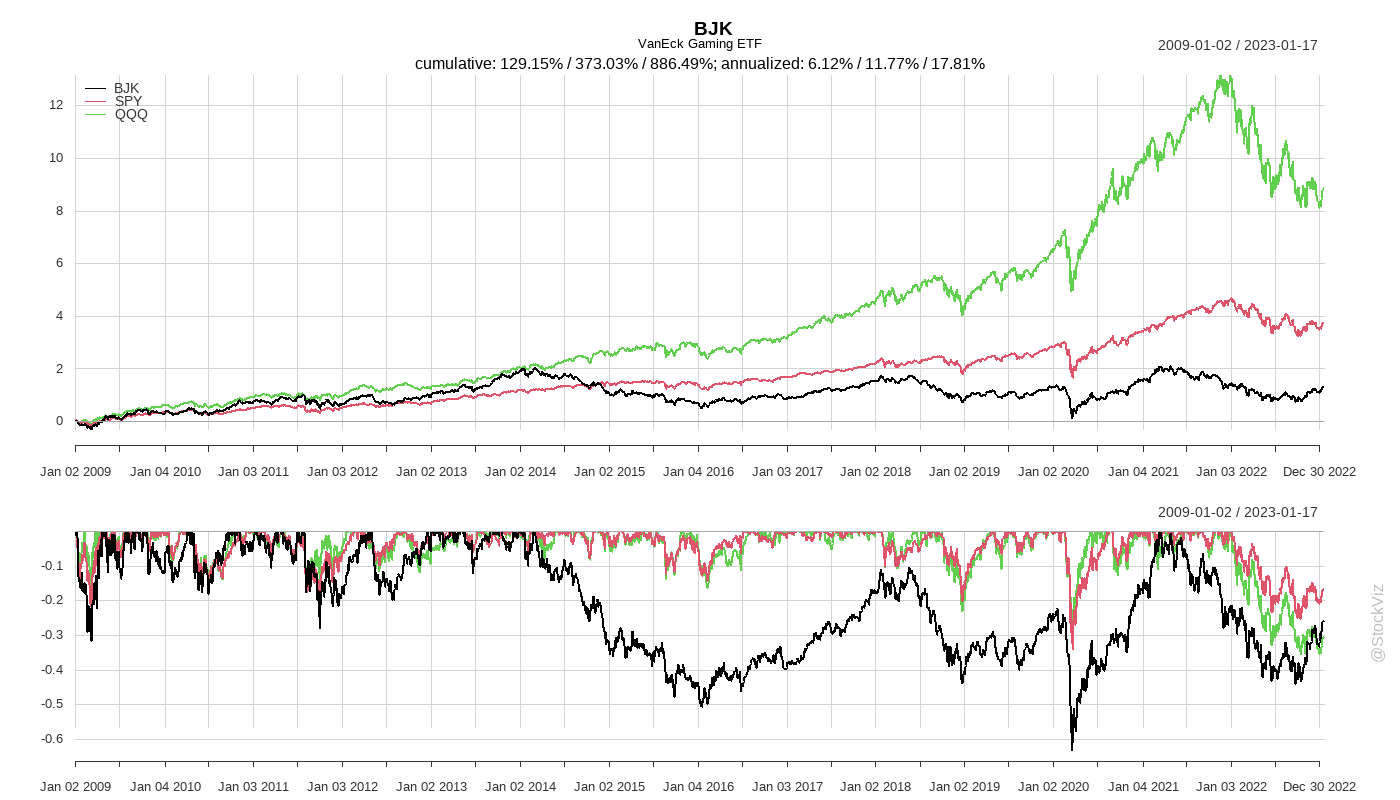 BJK
VanEck Gaming ETF
2009-01-02 / 2023-01-17
cumulative: 129.15% / 373.03% / 886.49%; annualized: 6.12% / 11.77% / 17.81%
BJK
SPY
QQQ
12
10
8
6
4
2
0
Jan 02 2009 Jan 04 2010 Jan 03 2011 Jan 03 2012 Jan 02 2013 Jan 02 2014 Jan 02 2015 Jan 04 2016 Jan 03 2017 Jan 02 2018 Jan 02 2019 Jan 02 2020 Jan 04 2021 Jan 03 2022 Dec 30 2022
2009-01-02 / 2023-01-17
-0.1
-0.2
-0.3
-0.4
-0.5
-0.6
Jan 02 2009 Jan 04 2010 Jan 03 2011 Jan 03 2012 Jan 02 2013 Jan 02 2014 Jan 02 2015 Jan 04 2016 Jan 03 2017 Jan 02 2018 Jan 02 2019 Jan 02 2020 Jan 04 2021 Jan 03 2022 Dec 30 2022
@StockViz